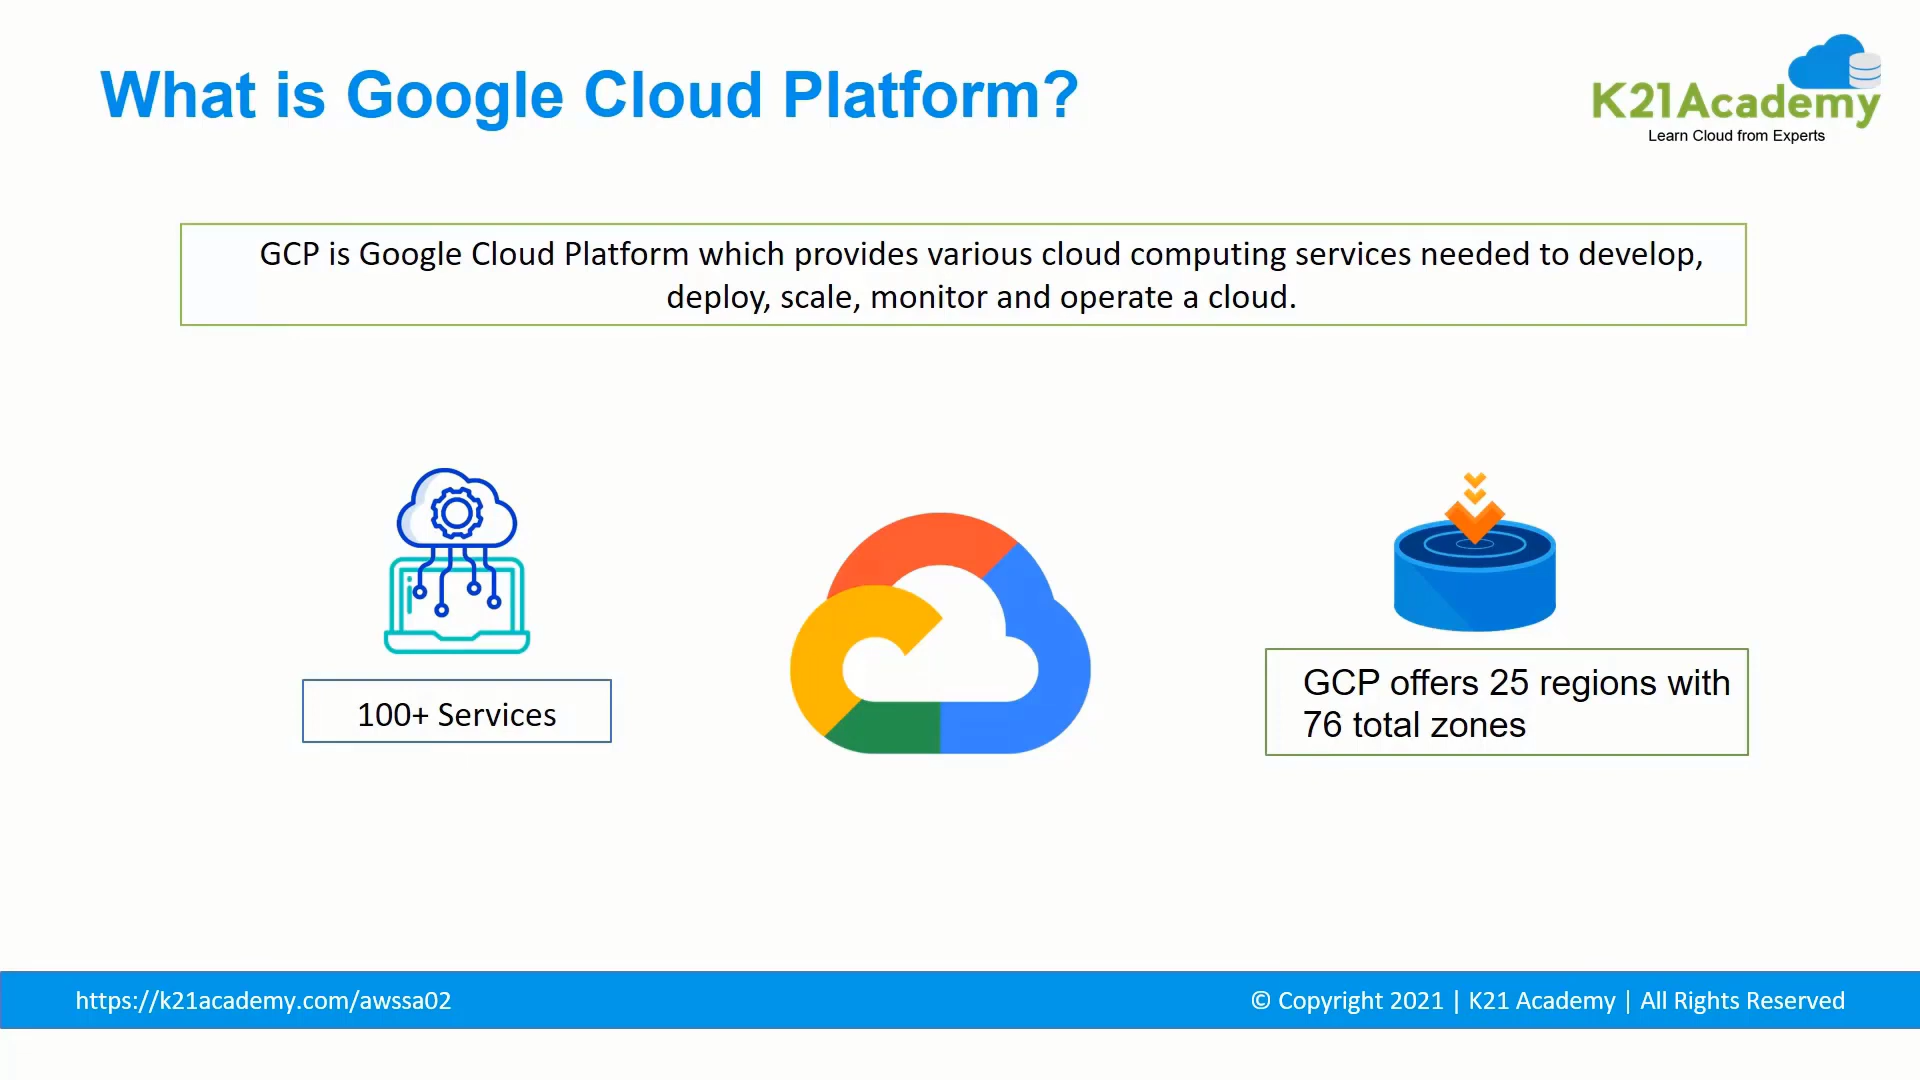 What is Google Cloud Platform?
K21Academy
Learn Cloud from Experts
GCP is Google Cloud Platform which provides various cloud computing services needed to develop,
deploy, scale, monitor and operate a cloud.
100+ Services
GCP offers 25 regions with
76 total zones
https://k21academy.com/awssa02
© Copyright 2021 | K21 Academy | All Rights Reserved